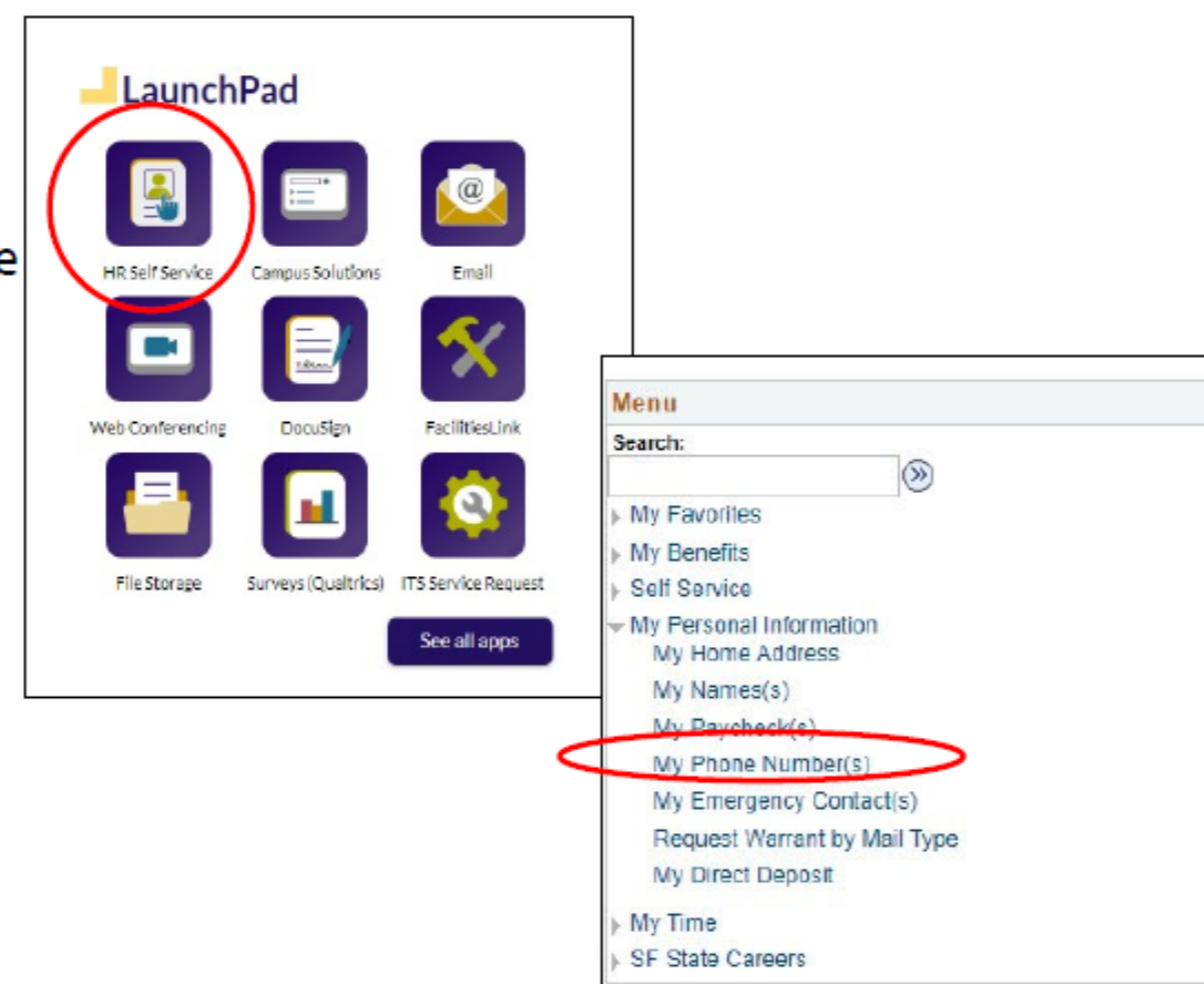 e
LaunchPad
HR Self Service Campus Solutions Email
Web Conferencing DocuSign FacilitiesLink
File Storage Surveys (Qualtrics) ITS Service Request
See all apps
Menu
Search:
My Favorites
My Benefits
Self Service
My Personal Information
My Home Address
My Names(s)
My Paycheck(s)
My Phone Number(s)
My Emergency Contact(s)
Request Warrant by Mail Type
My Direct Deposit
My Time
SF State Careers